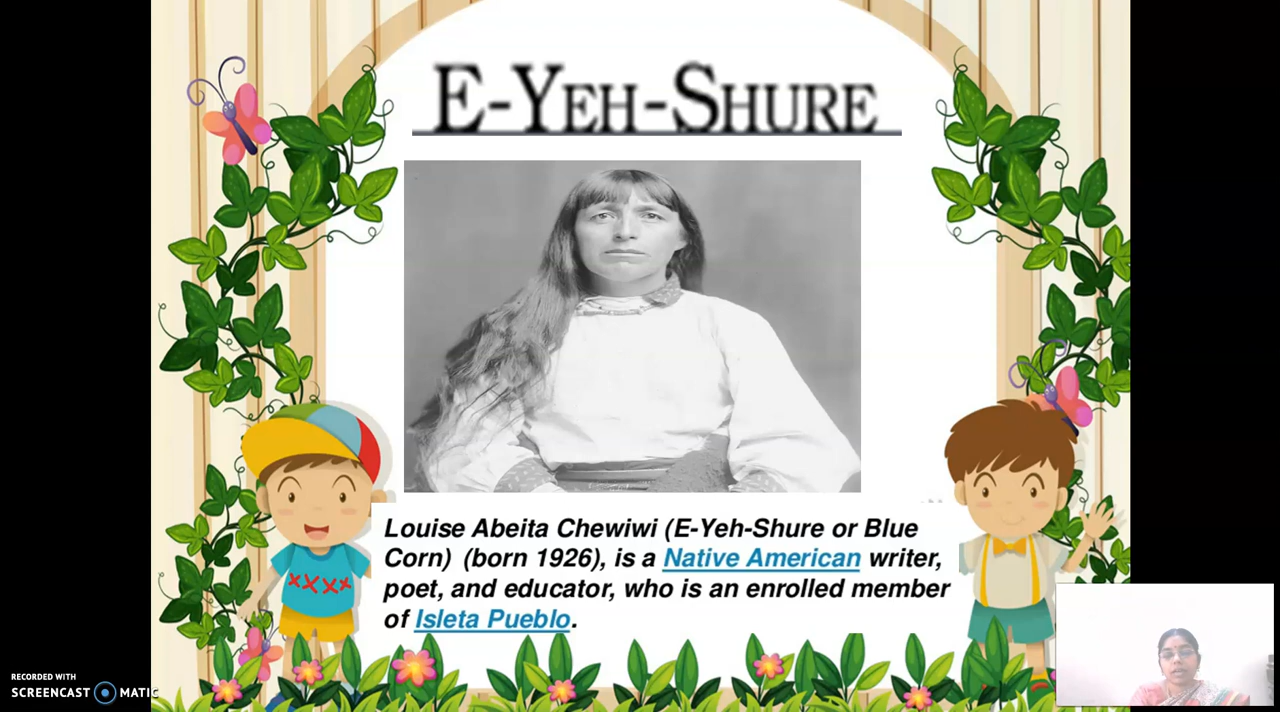 E-YEH-SHURE
Louise Abeita Chewiwi (E-Yeh-Shure or Blue
Corn) (born 1926), is a Native American writer,
poet, and educator, who is an enrolled member
of Isleta Pueblo.
RECORDED WITH
SCREENCAST MATIC